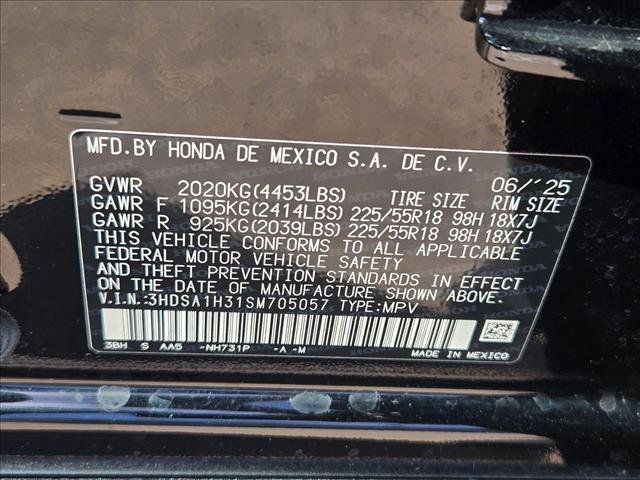 MFD. BY HONDA DE MEXICO S.A. DE C.V. 06/'25
GVWR 2020KG(4453LBS) TIRE SIZE RIM SIZE
GAWR F 1095KG(2414LBS) 225/55R18 98H 18X7J
GAWR R 925KG(2039LBS) 225/55R18 98H 18X7J
THIS VEHICLE CONFORMS TO ALL APPLICABLE
FEDERAL MOTOR VEHICLE SAFETY
STANDARDS IN EFFECT
ON THE DATE OF MANUFACTURE SHOWN ABOVE.
V.I.N.:3HDSA1H31SM705057 TYPE:MPV
3BH S AA5 -NH731P -A -M MADE IN MEXICO